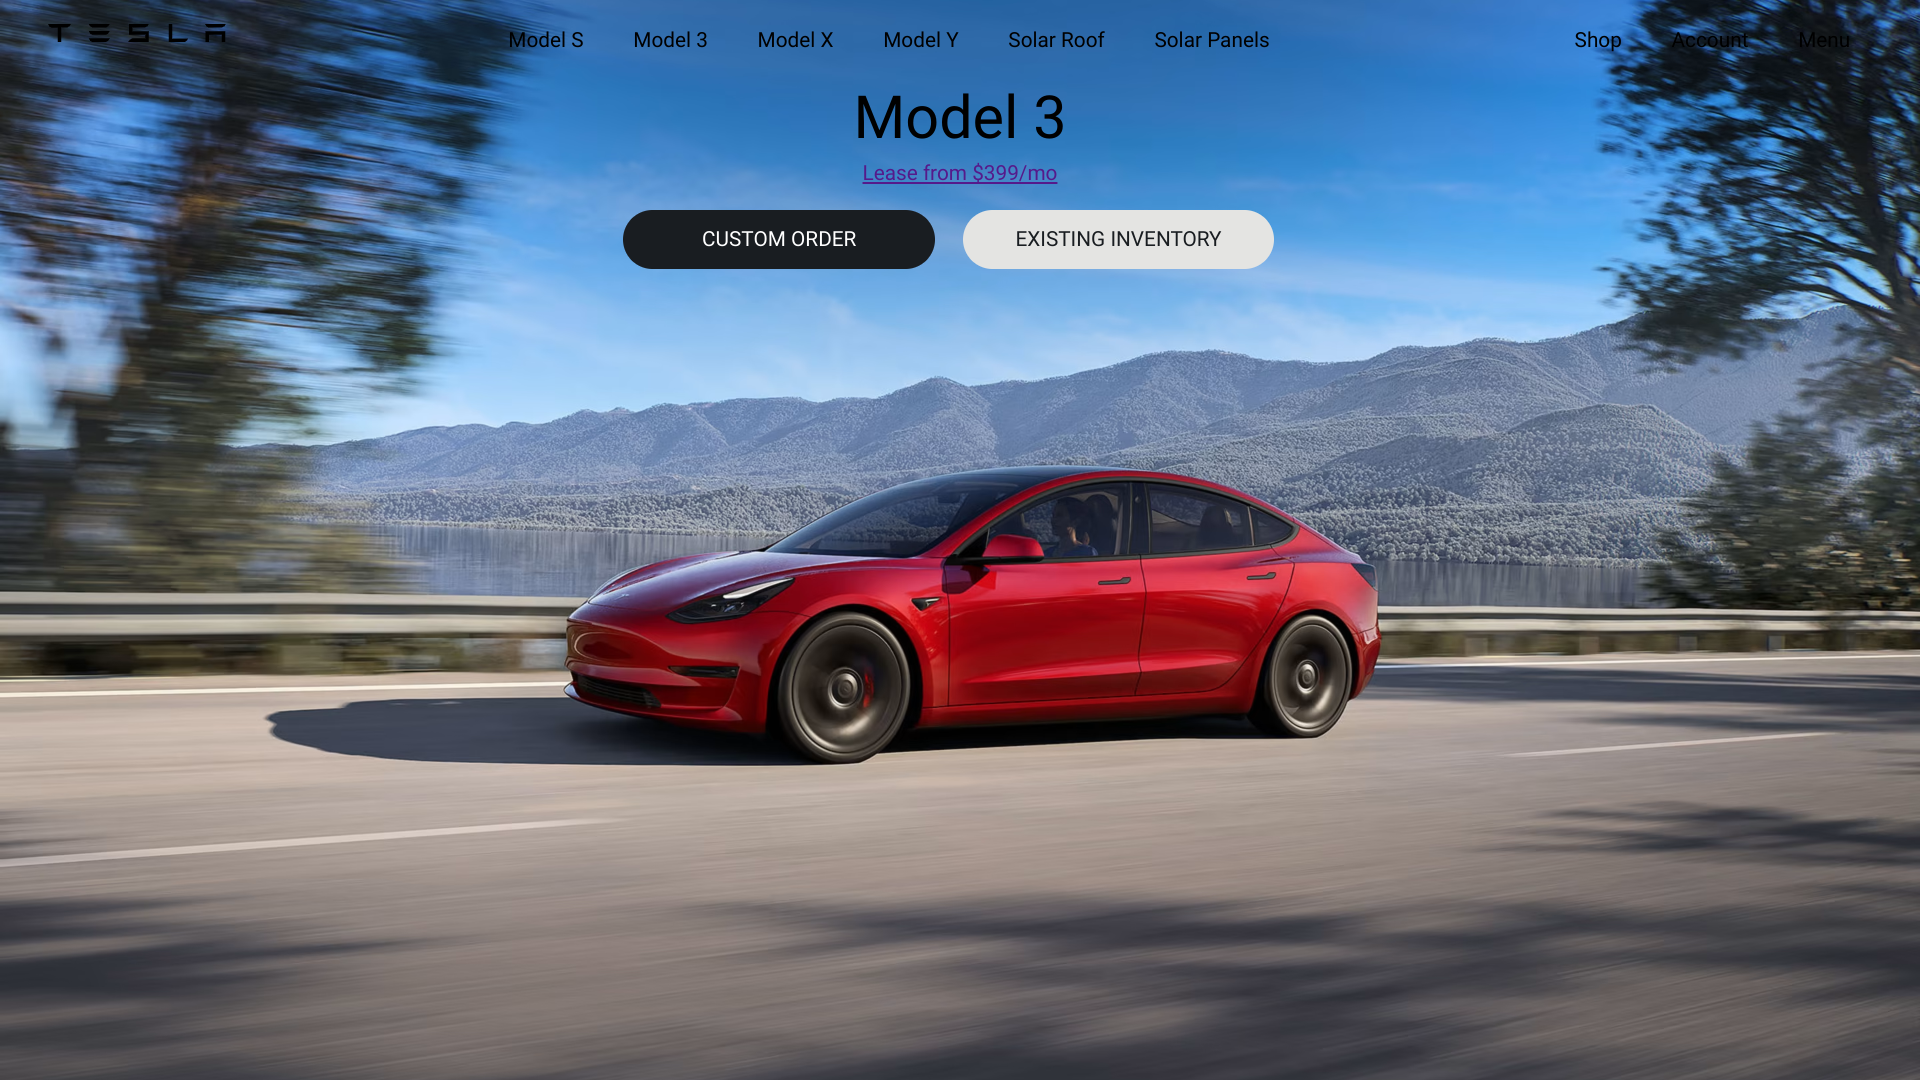 TESLA
Model S Model 3 Model X Model Y Solar Roof Solar Panels
Shop Account Menu
Model 3
Lease from $399/mo
CUSTOM ORDER
EXISTING INVENTORY